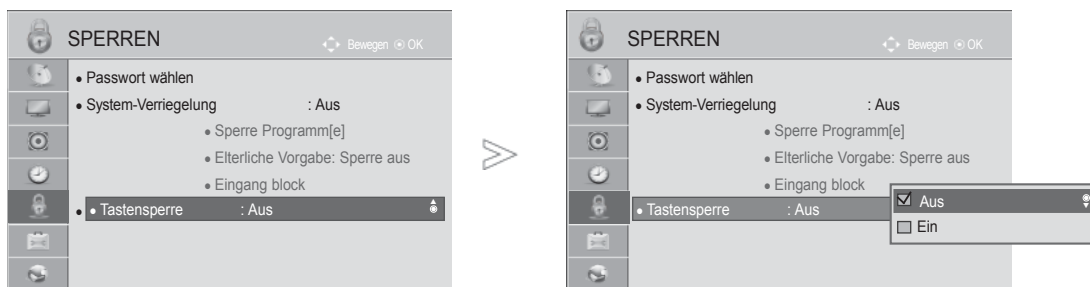 SPERREN
Bewegen OK
• Passwort wählen
• System-Verriegelung : Aus
• Sperre Programm[e]
• Elterliche Vorgabe: Sperre aus
• Eingang block
• • Tastensperre : Aus
SPERREN
Bewegen OK
• Passwort wählen
• System-Verriegelung : Aus
• Sperre Programm[e]
• Elterliche Vorgabe: Sperre aus
• Eingang block
• Tastensperre : Aus
Aus
Ein